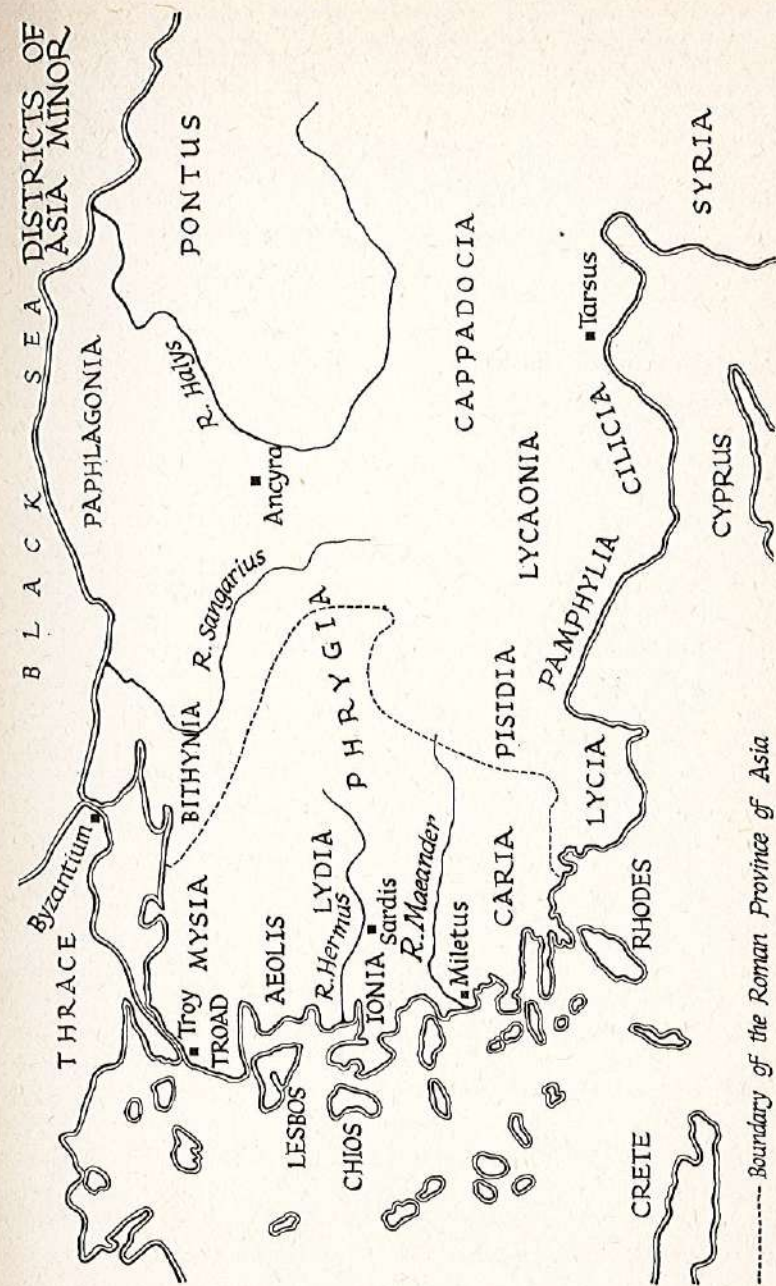 DISTRICTS OF
ASIA MINOR
BLACK SEA
THRACE
Byzantium
PAPHLAGONIA
PONTUS
R. Halys
Ancyra
R. Sangarius
BITHYNIA
Troy
TROAD
MYSIA
PHRYGIA
AEOLIS
LESBOS
R. Hermus
LYDIA
CHIOS
IONIA
Sardis
R. Maeander
Miletus
CARIA
PISIDIA
LYCAONIA
CAPPADOCIA
Tarsus
CILICIA
PAMPHYLIA
LYCIA
RHODES
CRETE
CYPRUS
SYRIA
---------- Boundary of the Roman Province of Asia